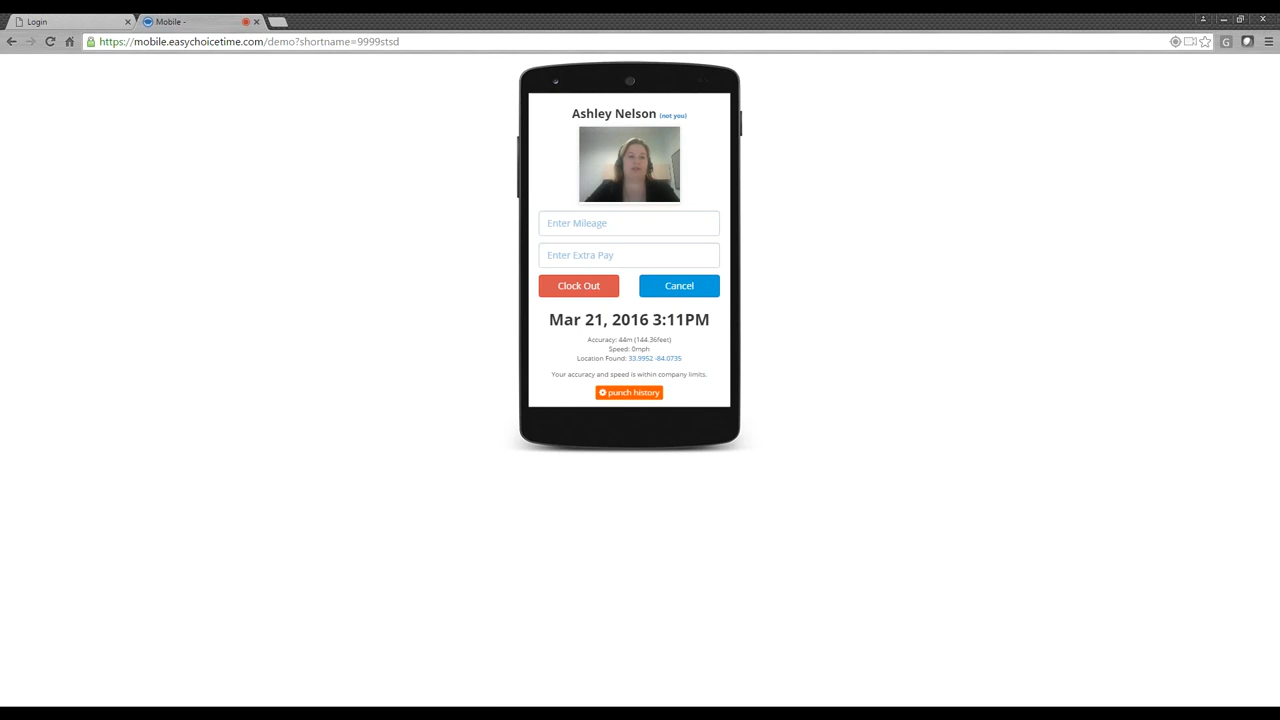 Login
Mobile -
https://mobile.easychoicetime.com/demo?shortname=9999stsd
G
Ashley Nelson (not you)
Enter Mileage
Enter Extra Pay
Clock Out Cancel
Mar 21, 2016 3:11PM
Accuracy: 44m (144.36feet)
Speed: 0mph
Location Found: 33.9952 -84.0735
Your accuracy and speed is within company limits.
punch history